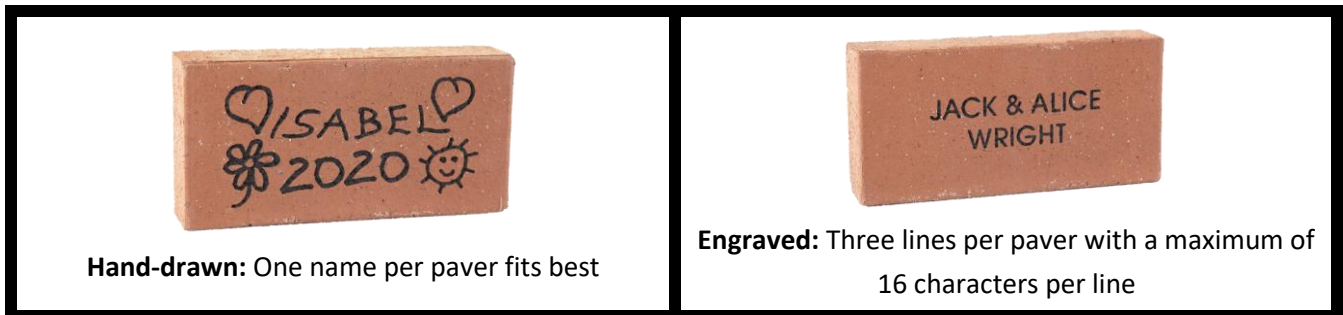 ISABEL
2020
Hand-drawn: One name per paver fits best
JACK & ALICE
WRIGHT
Engraved: Three lines per paver with a maximum of
16 characters per line